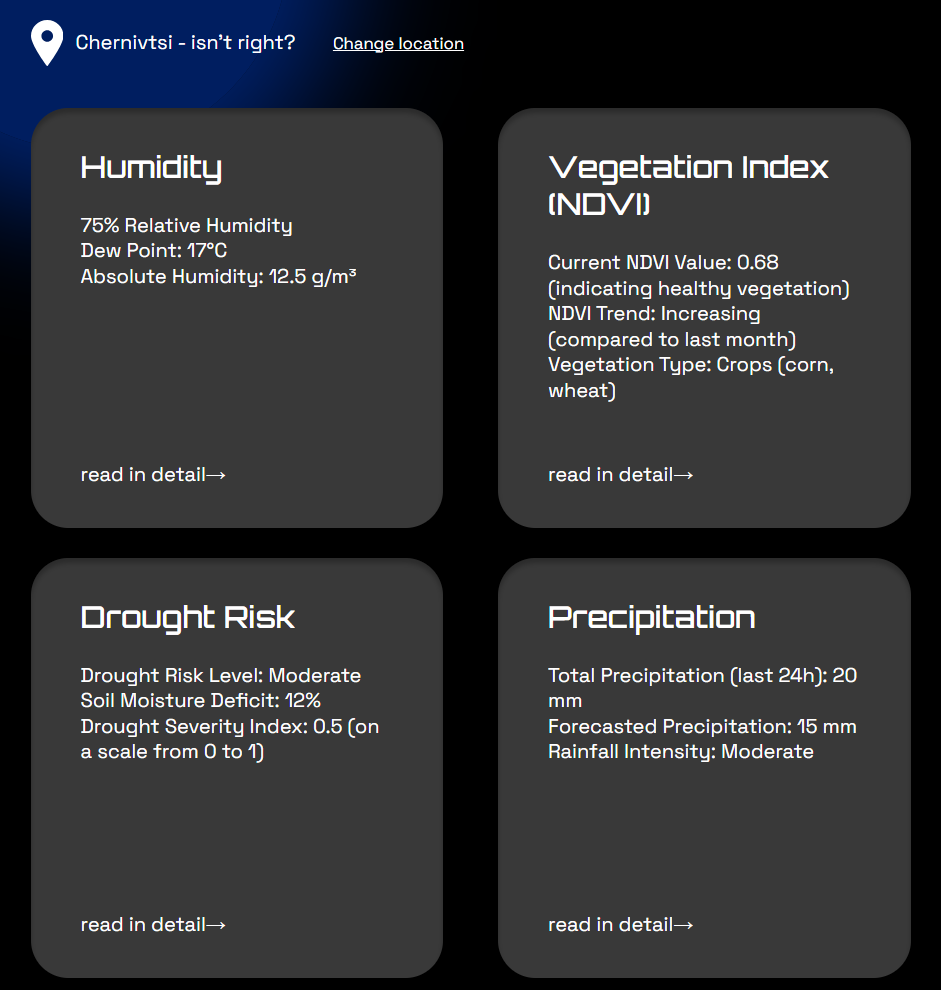 Chernivtsi - isn't right?
Change location
Humidity
75% Relative Humidity
Dew Point: 17°C
Absolute Humidity: 12.5 g/m³
read in detail→
Vegetation Index
(NDVI)
Current NDVI Value: 0.68
(indicating healthy vegetation)
NDVI Trend: Increasing
(compared to last month)
Vegetation Type: Crops (corn,
wheat)
read in detail→
Drought Risk
Drought Risk Level: Moderate
Soil Moisture Deficit: 12%
Drought Severity Index: 0.5 (on
a scale from 0 to 1)
read in detail→
Precipitation
Total Precipitation (last 24h): 20
mm
Forecasted Precipitation: 15 mm
Rainfall Intensity: Moderate
read in detail→